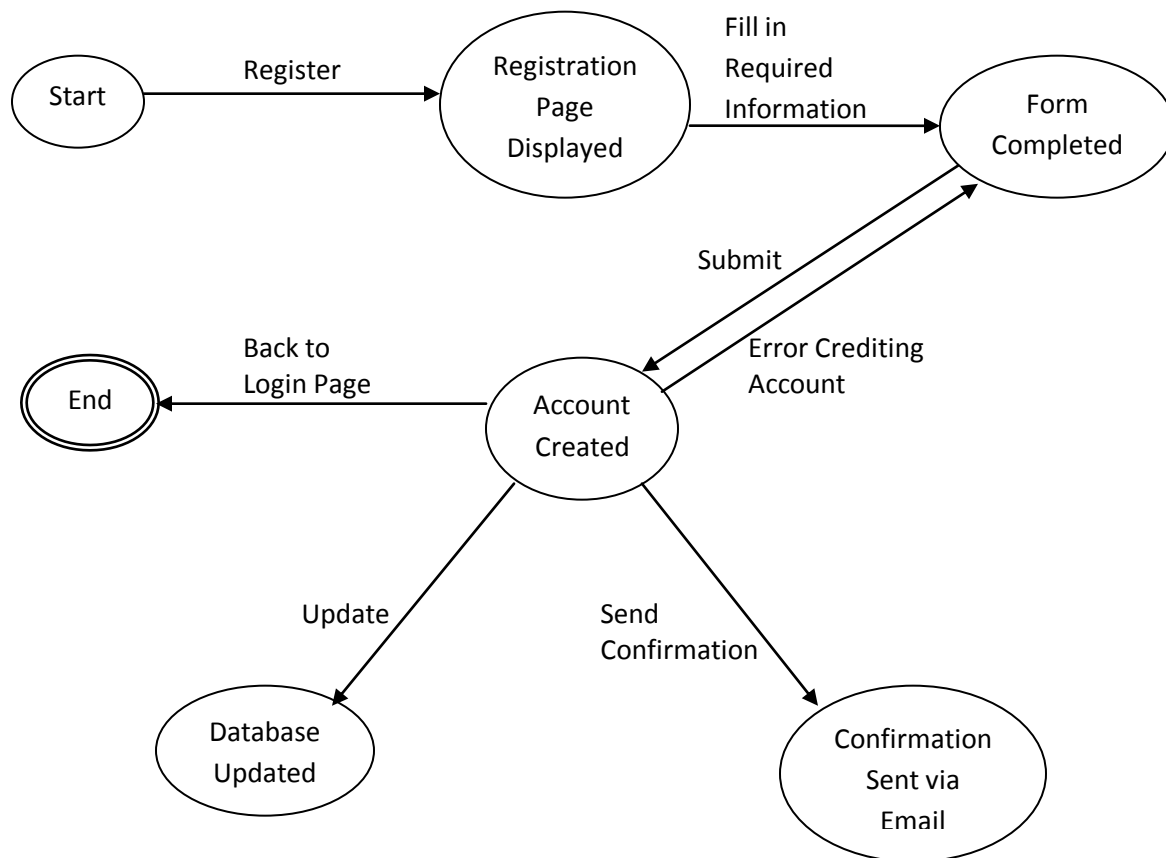 Start
Register
Registration
Page
Displayed
Fill in
Required
Information
Form
Completed
Submit
Error Crediting
Account
Back to
Login Page
End
Account
Created
Update
Send
Confirmation
Database
Updated
Confirmation
Sent via
Email